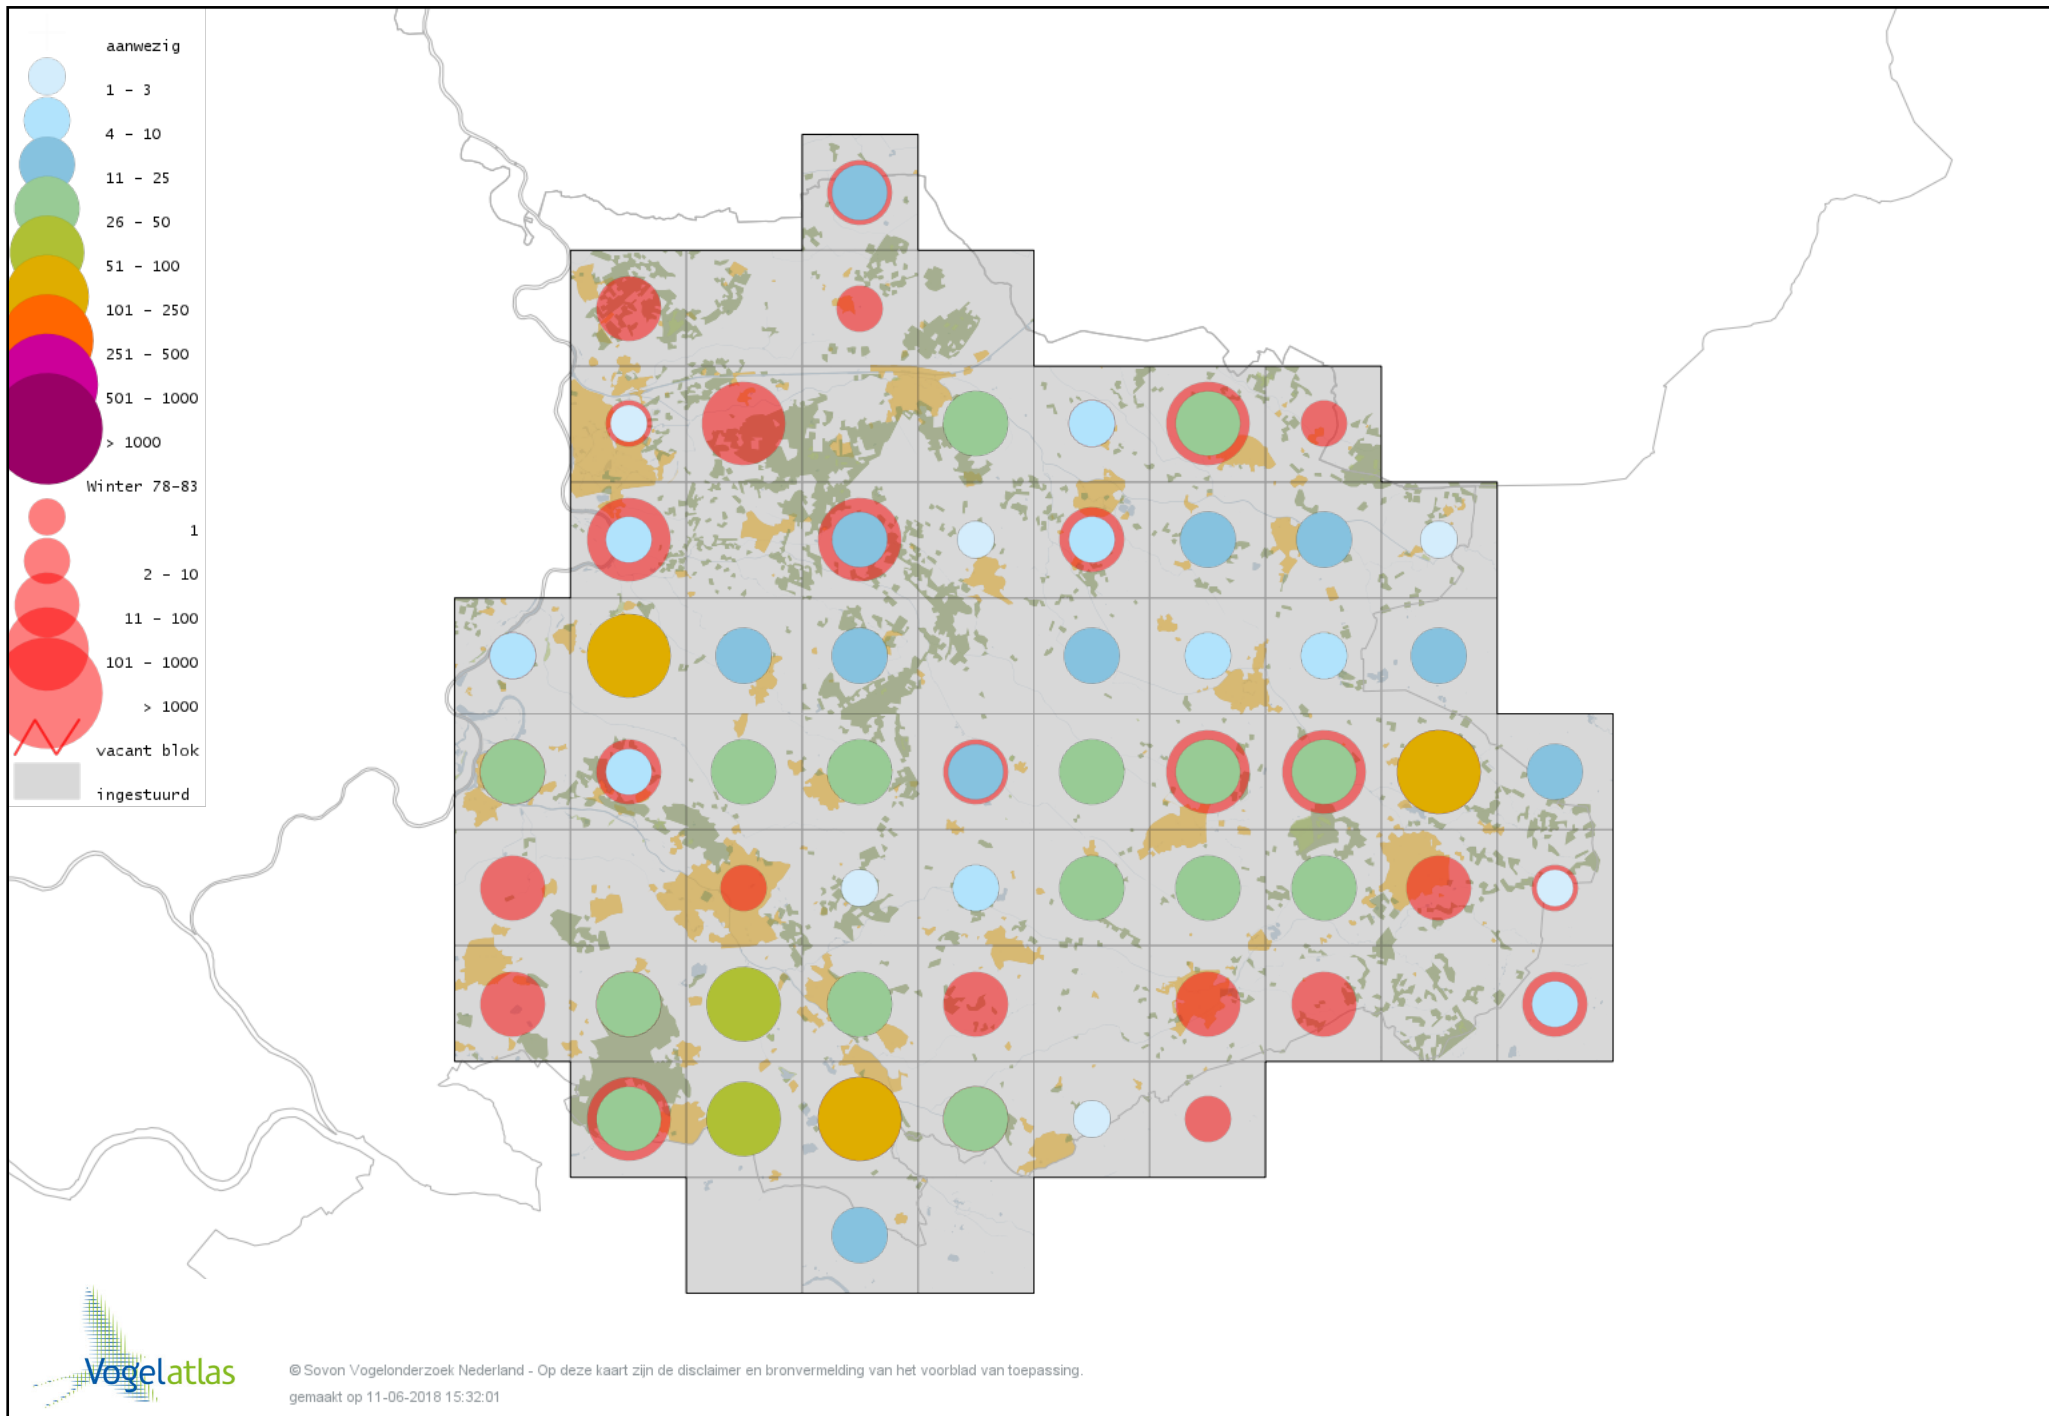 aanwezig
1 - 3
4 - 10
11 - 25
26 - 50
51 - 100
101 - 250
251 - 500
501 - 1000
> 1000
Winter 78-83
1
2 - 10
11 - 100
101 - 1000
> 1000
vacant blok
ingestuurd
Vogelatlas
© Sovon Vogelonderzoek Nederland - Op deze kaart zijn de disclaimer en bronvermelding van het voorblad van toepassing.
gemaakt op 11-06-2018 15:32:01